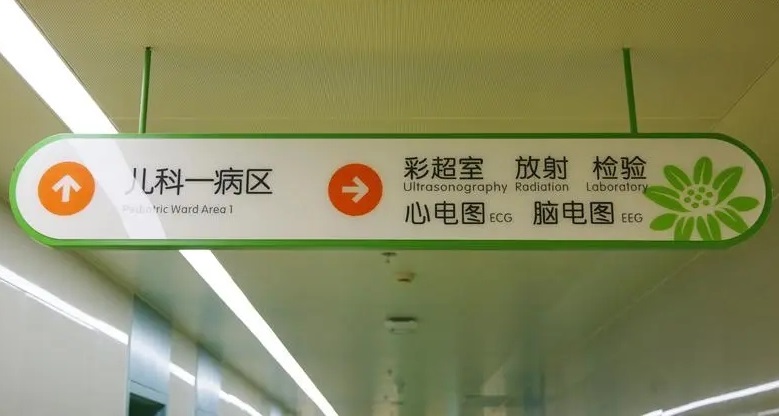 儿科一病区
Pediatric Ward Area 1
彩超室 放射 检验
Ultrasonography Radiation Laboratory
心电图 ECG 脑电图 EEG